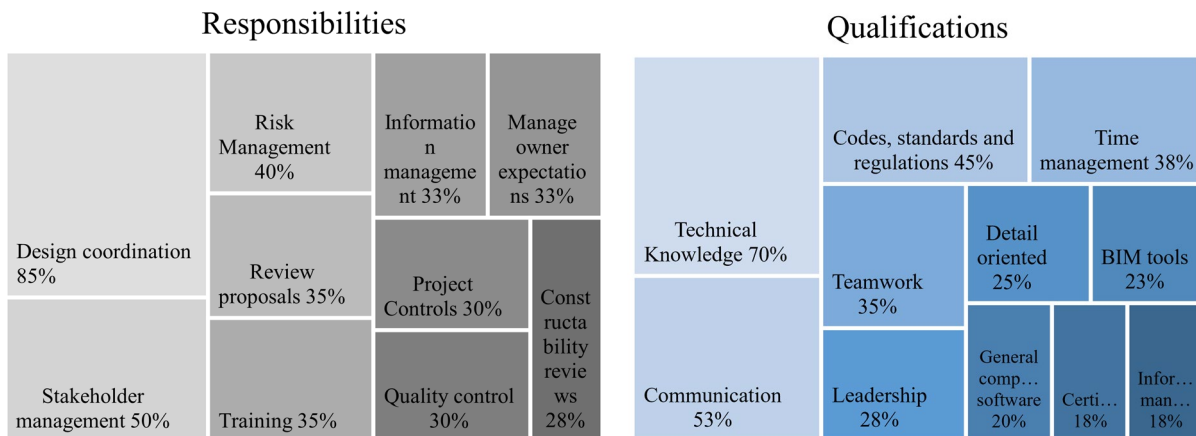 Responsibilities
Design coordination
85%
Stakeholder
management 50%
Risk
Management
40%
Review
proposals 35%
Training 35%
Informatio
n
manageme
nt 33%
Manage
owner
expectatio
ns 33%
Project
Controls 30%
Quality control
30%
Const
ructa
bility
revie
ws
28%
Qualifications
Technical
Knowledge 70%
Communication
53%
Codes, standards and
regulations 45%
Time
management 38%
Teamwork
35%
Leadership
28%
Detail
oriented
25%
BIM tools
23%
General
comp…
software
20%
Certi…
18%
Infor…
man…
18%